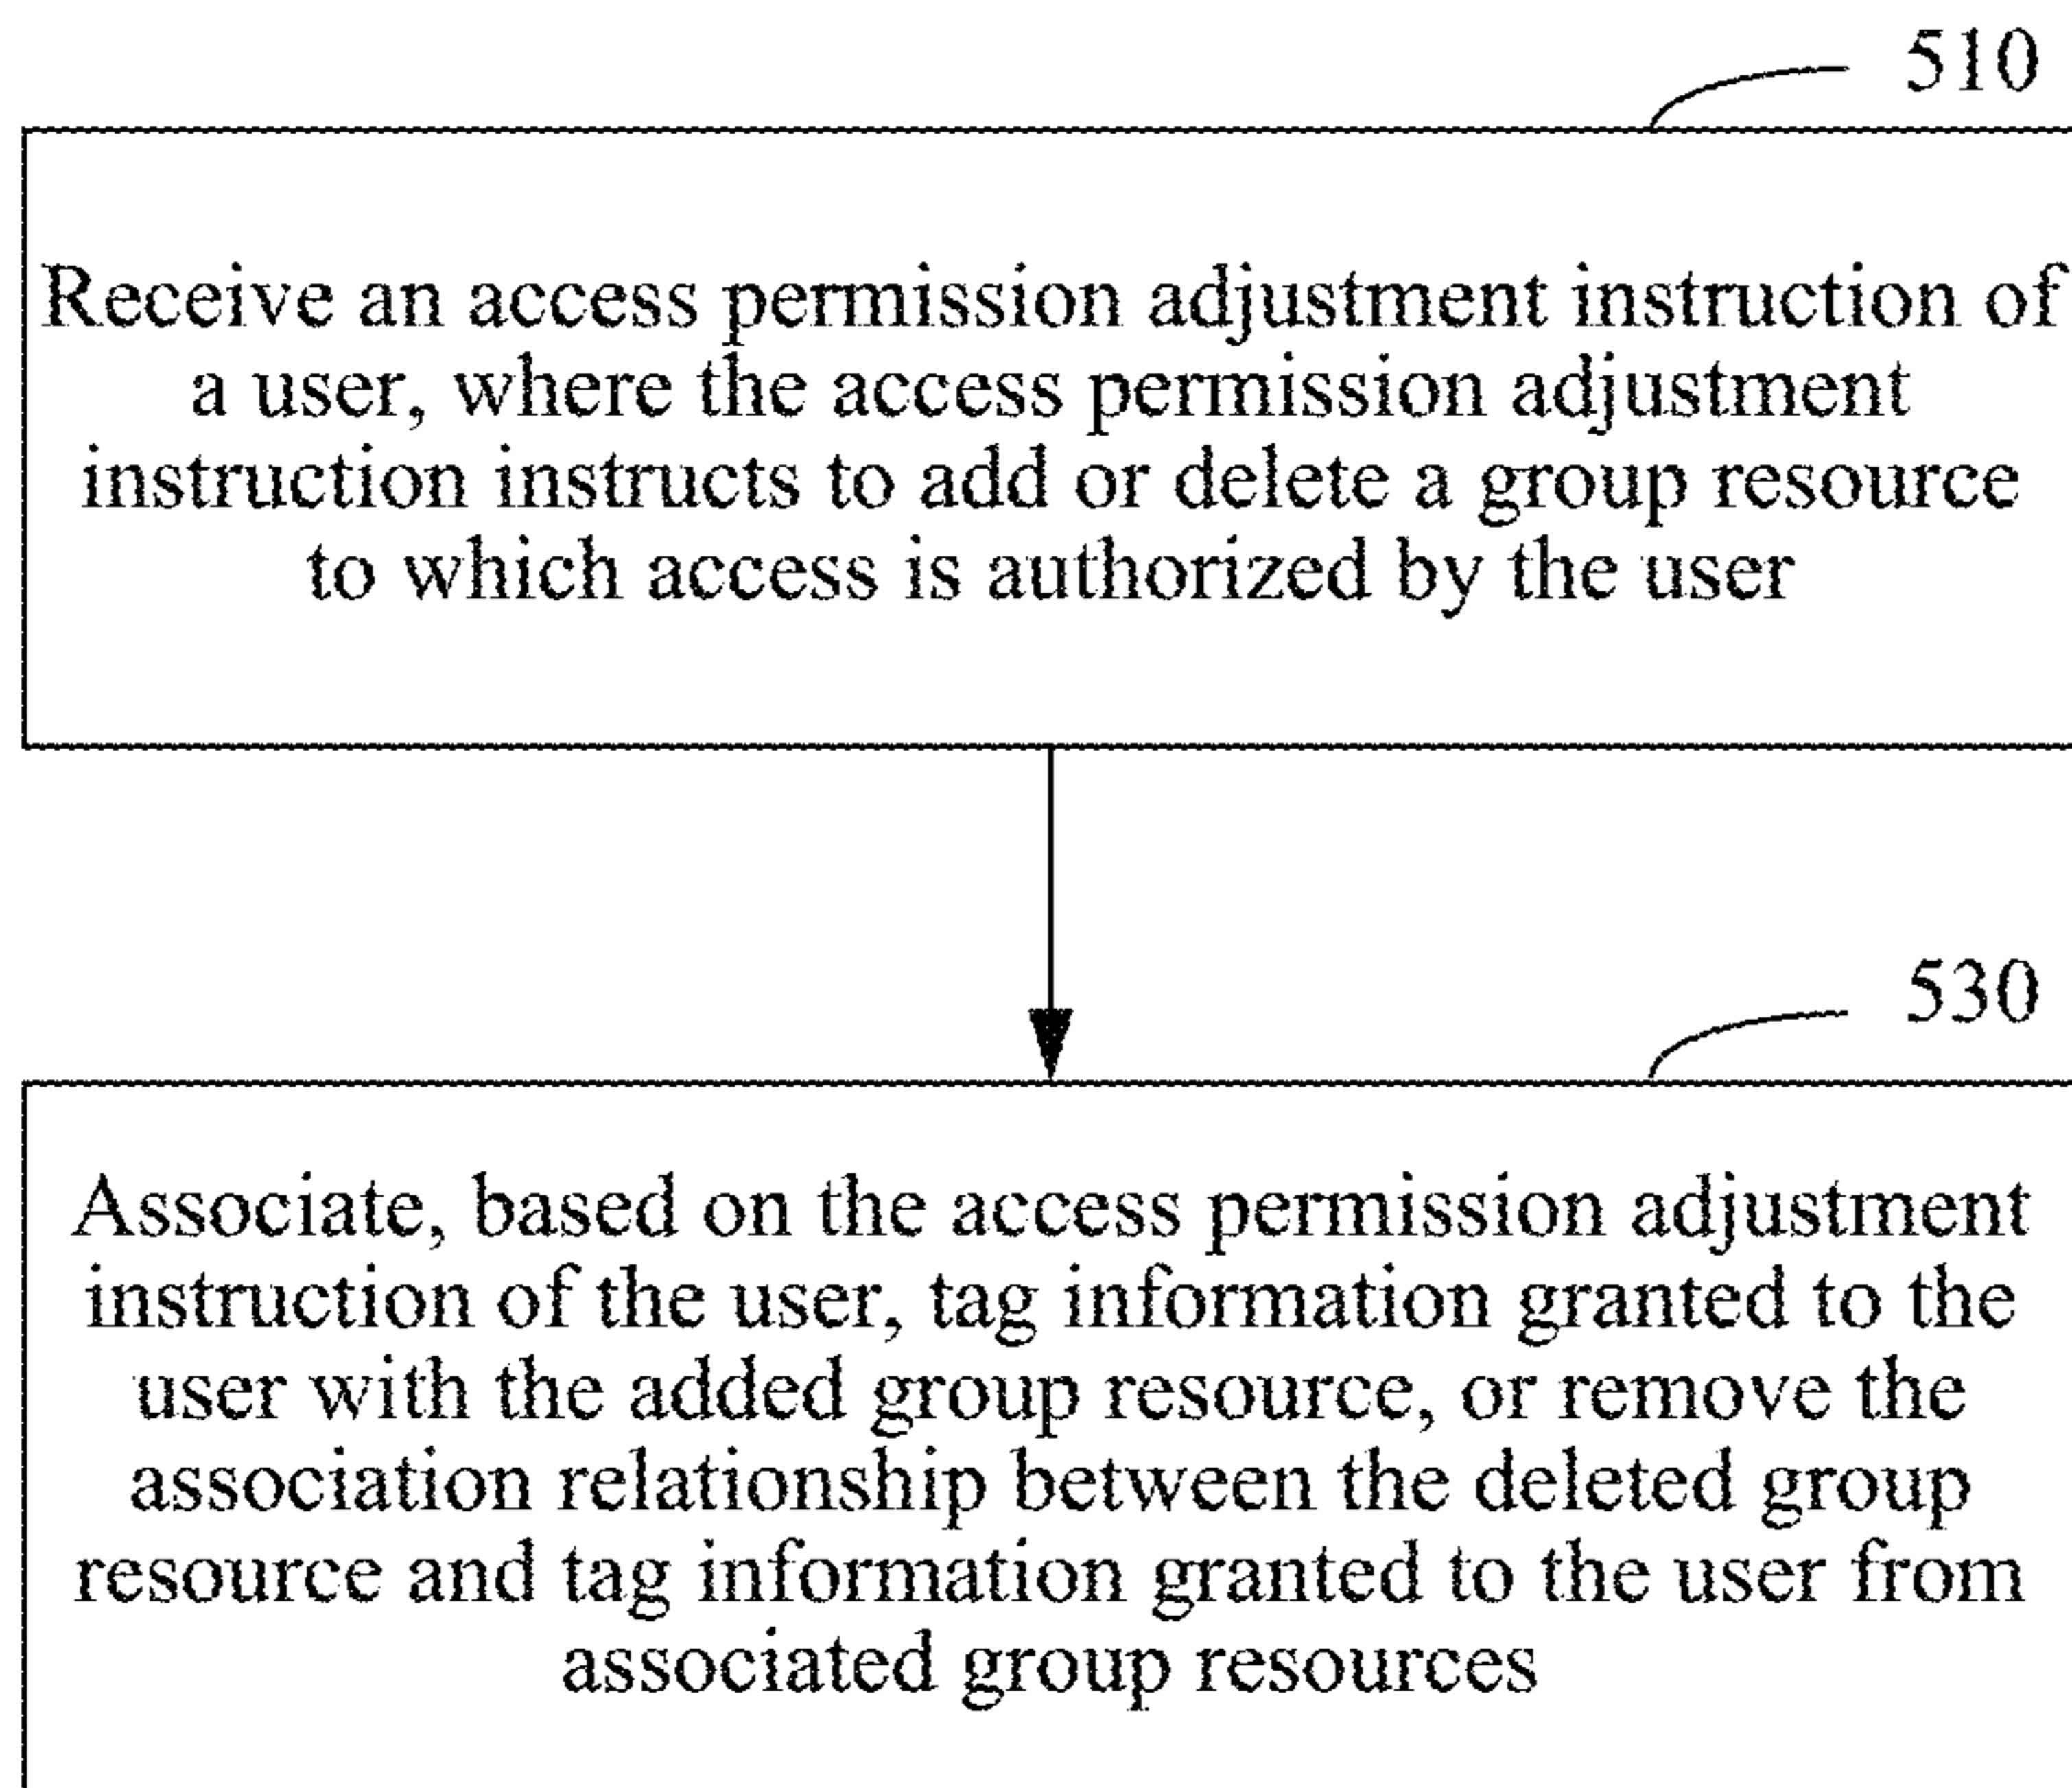 510
Receive an access permission adjustment instruction of
a user, where the access permission adjustment
instruction instructs to add or delete a group resource
to which access is authorized by the user
530
Associate, based on the access permission adjustment
instruction of the user, tag information granted to the
user with the added group resource, or remove the
association relationship between the deleted group
resource and tag information granted to the user from
associated group resources